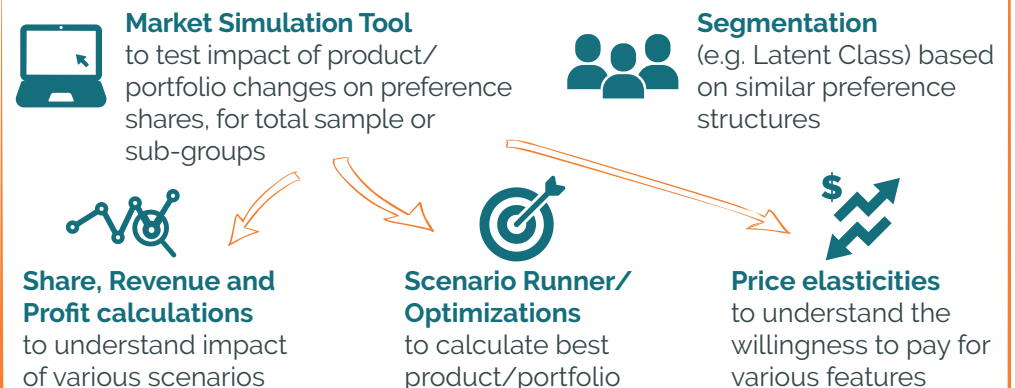 Market Simulation Tool
to test impact of product/
portfolio changes on preference
shares, for total sample or
sub-groups
Segmentation
(e.g. Latent Class) based
on similar preference
structures
$
Share, Revenue and
Profit calculations
to understand impact
of various scenarios
Scenario Runner/
Optimizations
to calculate best
product/portfolio
Price elasticities
to understand the
willingness to pay for
various features